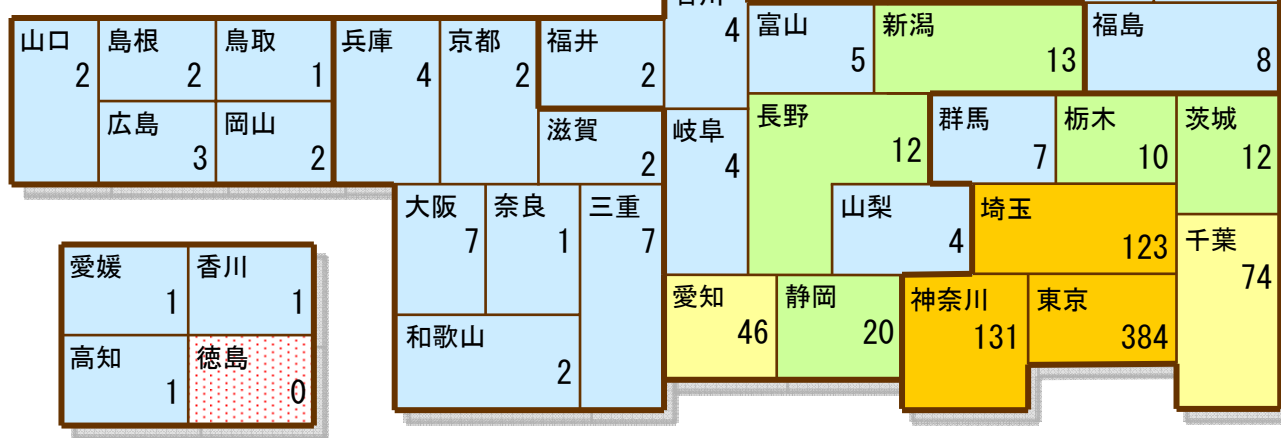 4
山口
2
島根
2
鳥取
1
兵庫
4
京都
2
福井
2
富山
5
新潟
13
福島
8
広島
3
岡山
2
滋賀
2
岐阜
4
長野
12
群馬
7
栃木
10
茨城
12
大阪
7
奈良
1
三重
7
山梨
4
埼玉
123
千葉
74
愛媛
1
香川
1
和歌山
2
愛知
46
静岡
20
神奈川
131
東京
384
高知
1
徳島
0